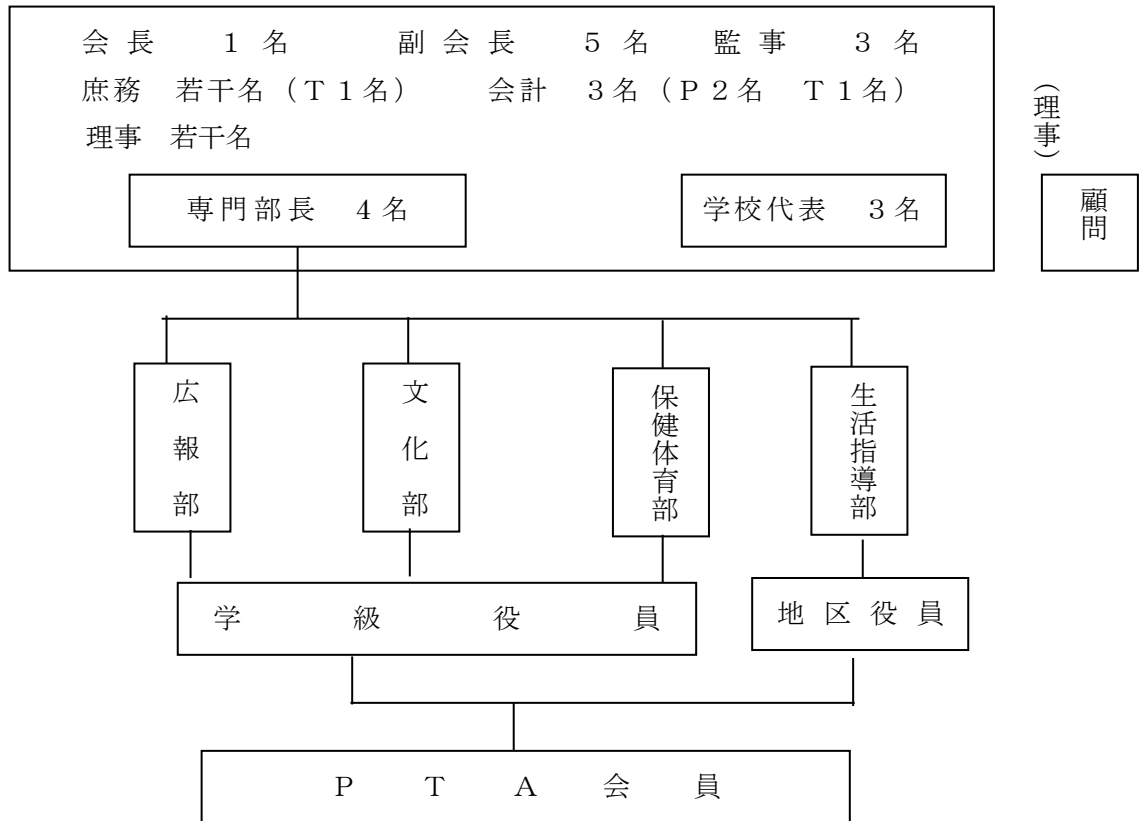 会長 1名 副会長 5名 監事 3名
庶務 若干名（Ｔ１名） 会計 3名（Ｐ２名 Ｔ１名）
理事 若干名
専門部長 4名
学校代表 3名
（理事）
顧問
広報部
文化部
保健体育部
生活指導部
学級役員
地区役員
ＰＴＡ会員